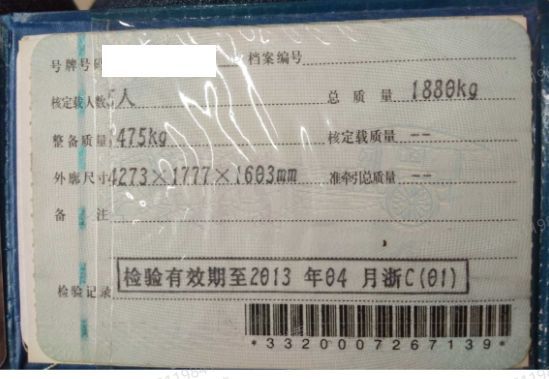 号牌号码 档案编号
核定载人数 人 总质量 1880kg
整备质量 475kg 核定载质量 --
外廓尺寸 4273×1777×1603mm 准牵引总质量 --
备注
检验记录 检验有效期至2013年04月浙C(01)
*3320007267139*